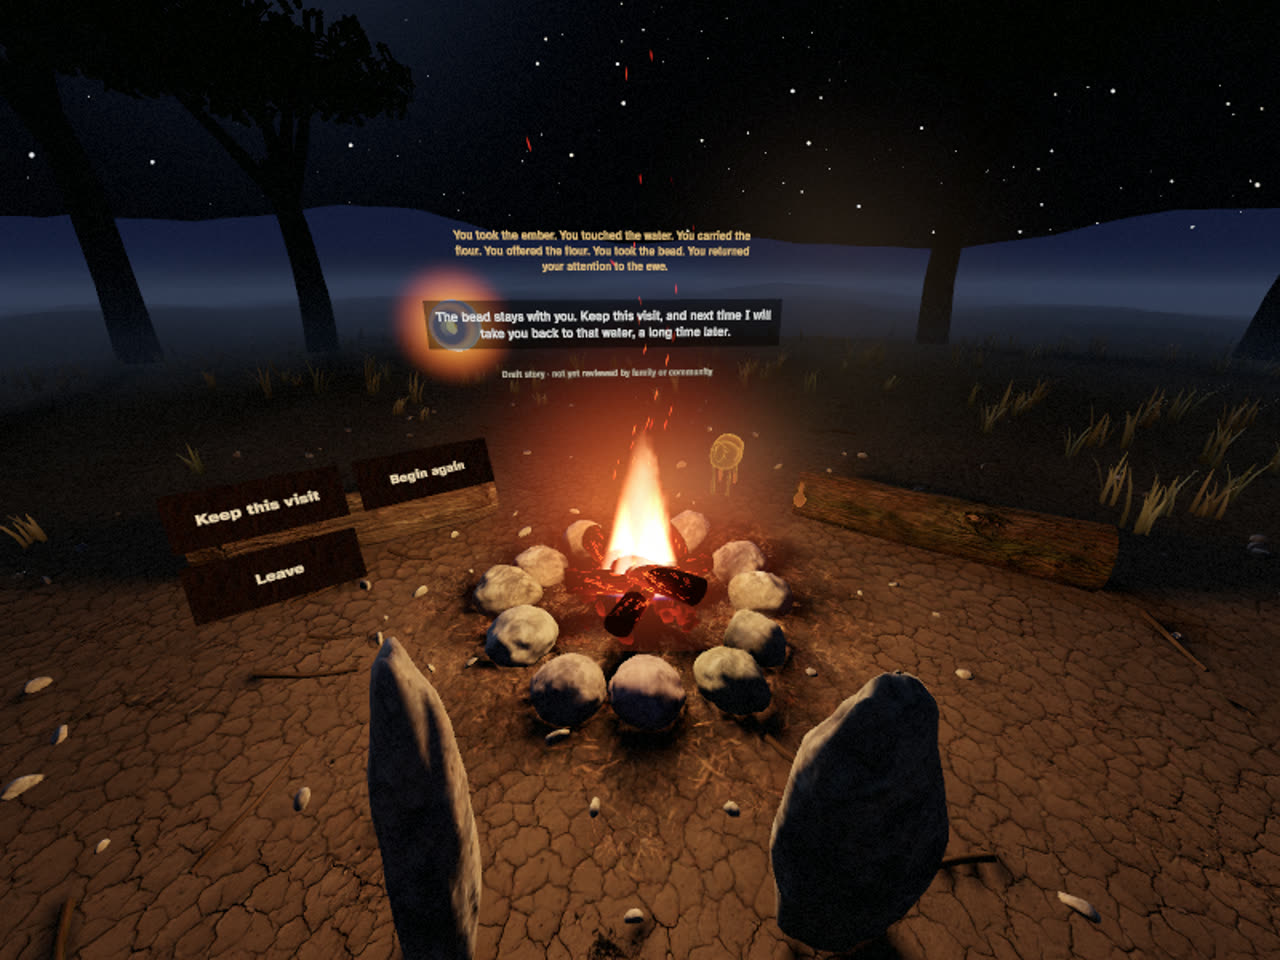 You took the ember. You touched the water. You carried the
flour. You offered the flour. You took the bead. You returned
your attention to the ewe.
The bead stays with you. Keep this visit, and next time I will
take you back to that water, a long time later.
Draft story - not yet reviewed by family or community
Keep this visit
Begin again
Leave